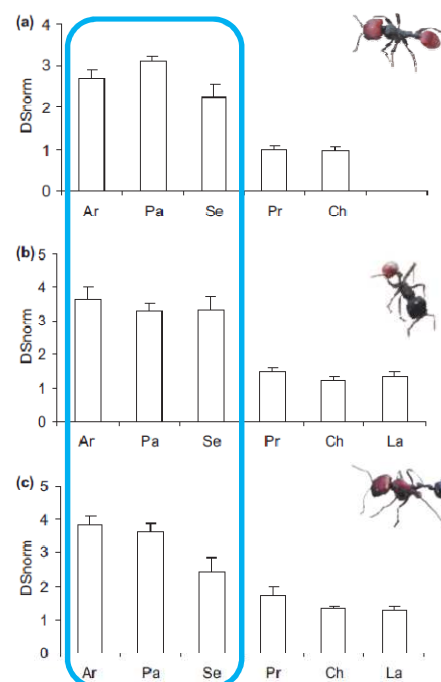 (a)
4
3
2
1
0
DSnorm
Ar Pa Se Pr Ch
(b)
5
4
3
2
1
0
DSnorm
Ar Pa Se Pr Ch La
(c)
5
4
3
2
1
0
DSnorm
Ar Pa Se Pr Ch La